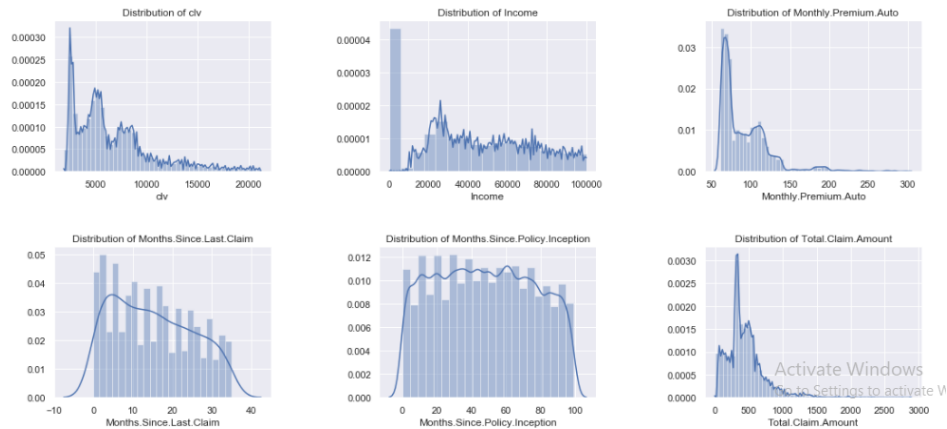 Distribution of clv
0.00030
0.00025
0.00020
0.00015
0.00010
0.00005
0.00000
5000 10000 15000 20000
clv
Distribution of Income
0.00004
0.00003
0.00002
0.00001
0.00000
0 20000 40000 60000 80000 100000
Income
Distribution of Monthly.Premium.Auto
0.03
0.02
0.01
0.00
50 100 150 200 250 300
Monthly.Premium.Auto
Distribution of Months.Since.Last.Claim
0.05
0.04
0.03
0.02
0.01
0.00
−10 0 10 20 30 40
Months.Since.Last.Claim
Distribution of Months.Since.Policy.Inception
0.012
0.010
0.008
0.006
0.004
0.002
0.000
0 20 40 60 80 100
Months.Since.Policy.Inception
Distribution of Total.Claim.Amount
0.0030
0.0025
0.0020
0.0015
0.0010
0.0005
0.0000
0 500 1000 1500 2000 2500 3000
Total.Claim.Amount
Activate Windows
Go to Settings to activate W